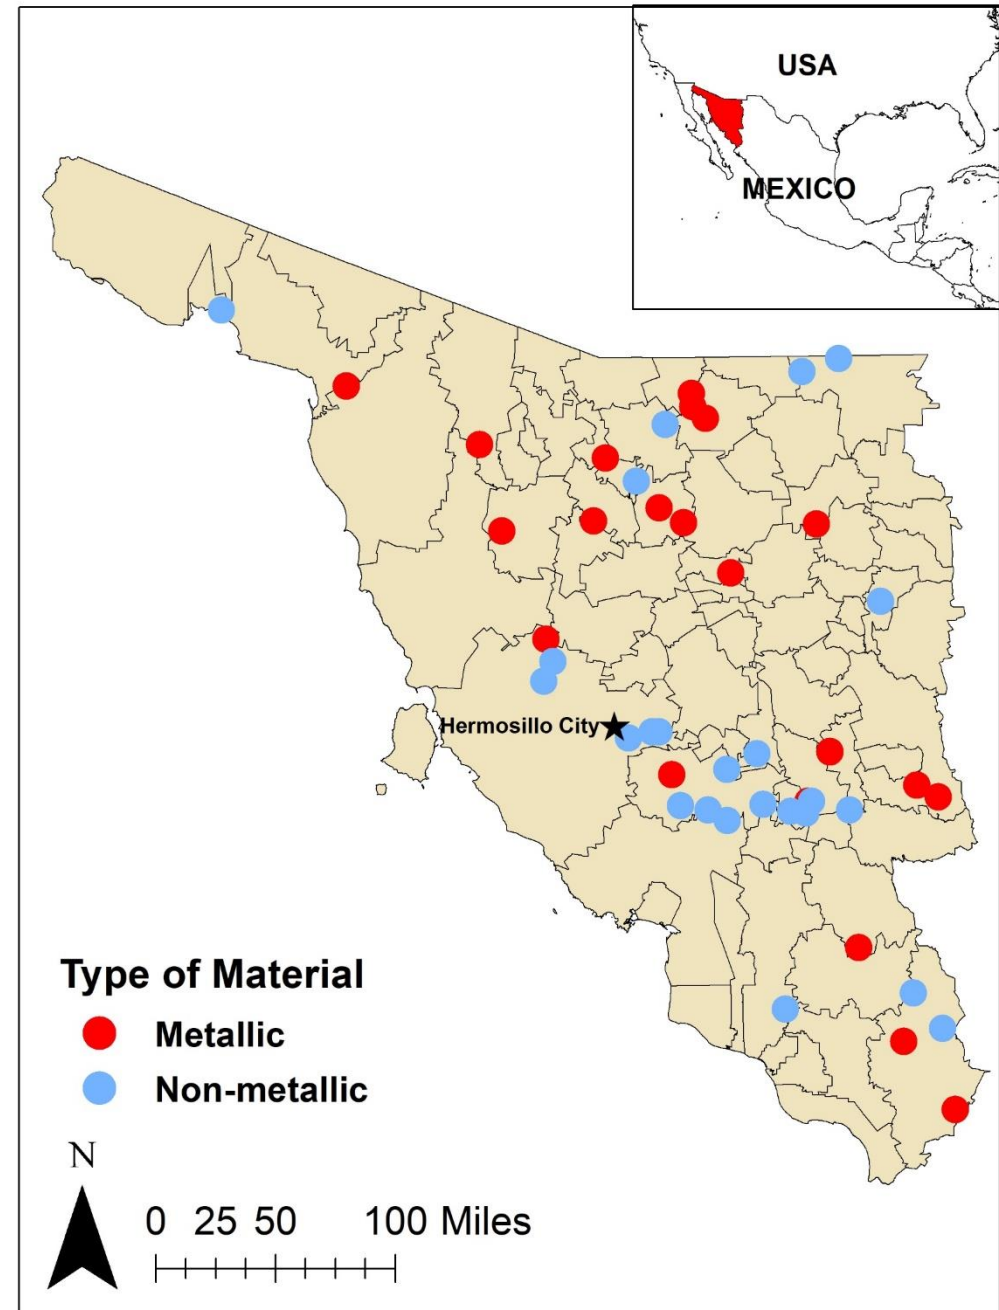 USA
MEXICO
Hermosillo City
Type of Material
Metallic
Non-metallic
N
0 25 50 100 Miles